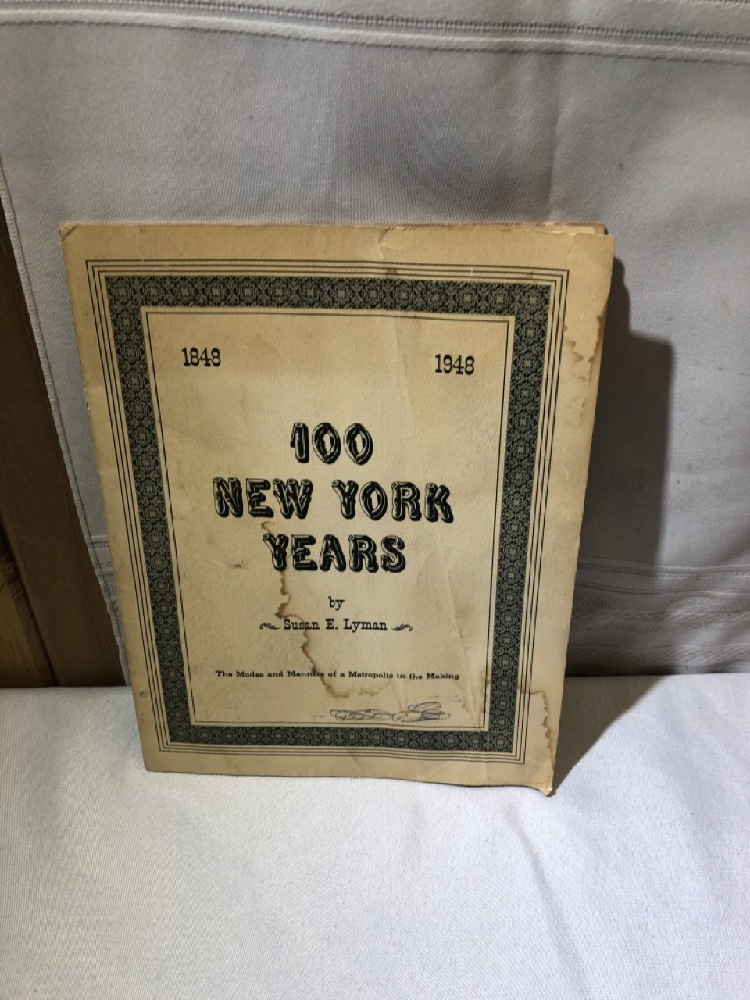 1848
1948
100
NEW YORK
YEARS
by
Susan E. Lyman
The Modes and Manners of a Metropolis in the Making